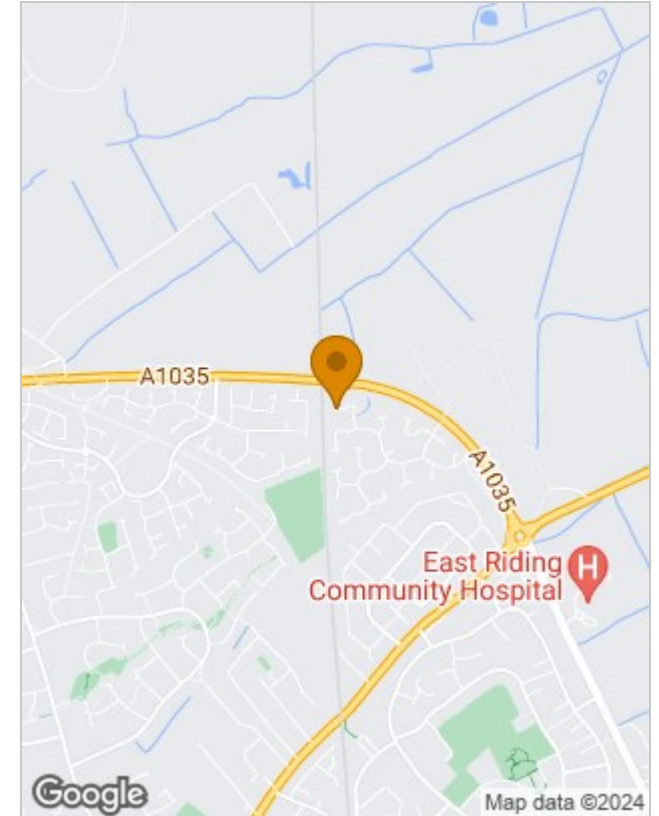 A1035
A1035
East Riding
Community Hospital
H
Google
Map data ©2024